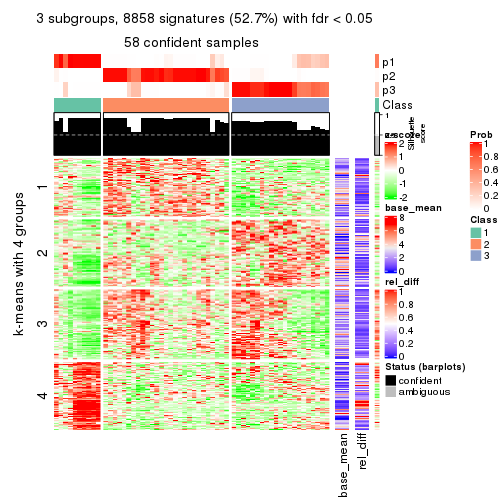 3 subgroups, 8858 signatures (52.7%) with fdr < 0.05
58 confident samples
p1
p2
p3
Class
1
Silhouette
score
k-means with 4 groups
1
2
3
4
base_mean
rel_diff
z-score
2
1
0
-1
-2
base_mean
8
6
4
2
0
rel_diff
1
0.8
0.6
0.4
0.2
0
Status (barplots)
confident
ambiguous
Prob
1
0.8
0.6
0.4
0.2
0
Class
1
2
3